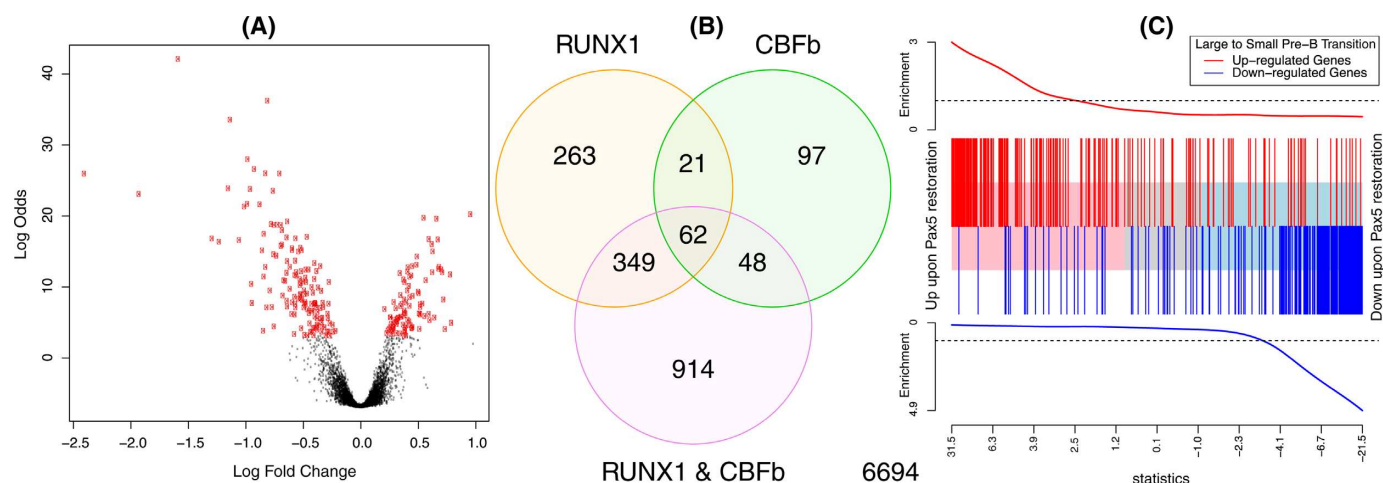 (A)
40
30
20
10
0
Log Odds
−2.5 −2.0 −1.5 −1.0 −0.5 0.0 0.5 1.0
Log Fold Change
(B)
RUNX1 CBFb
263 21 97
62
349 48
914
RUNX1 & CBFb 6694
(C)
Large to Small Pre−B Transition
Up−regulated Genes
Down−regulated Genes
3
0
Enrichment
Up upon Pax5 restoration
Down upon Pax5 restoration
0
4.9
Enrichment
31.5 6.3 3.9 2.5 1.2 0.1 -1.0 -2.3 -4.1 -6.7 -21.5
statistics